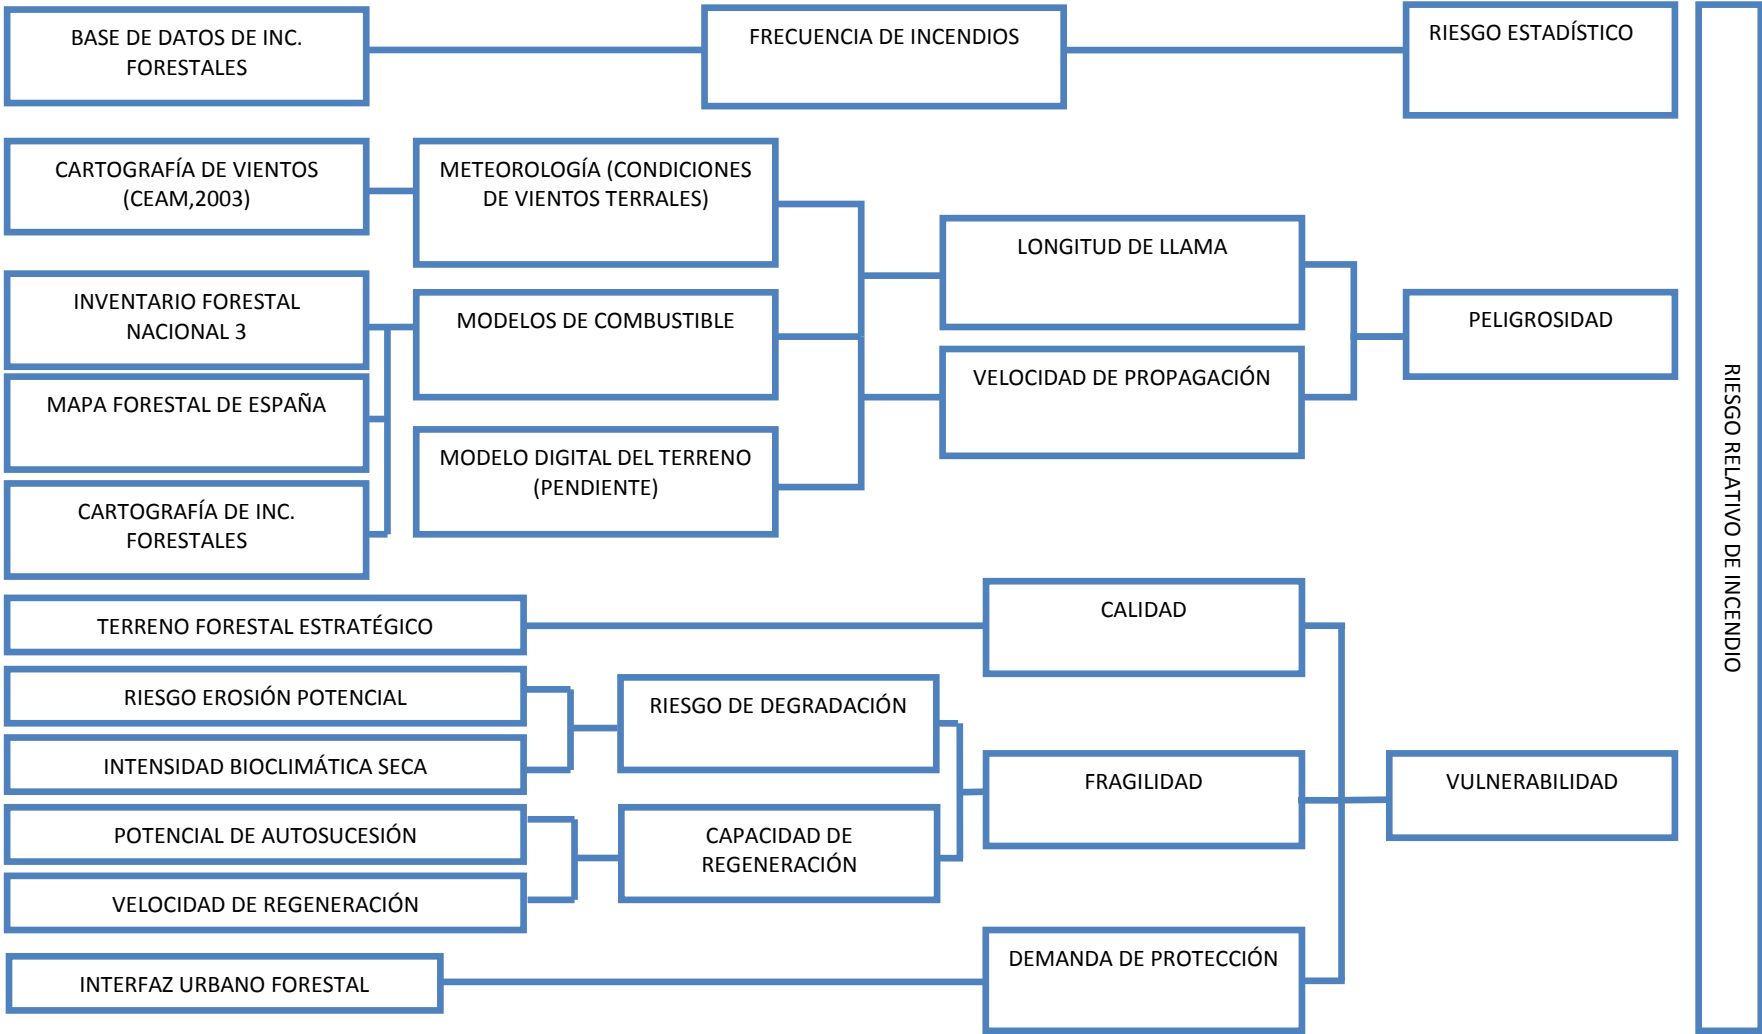 BASE DE DATOS DE INC.
FORESTALES
FRECUENCIA DE INCENDIOS
RIESGO ESTADÍSTICO
CARTOGRAFÍA DE VIENTOS
(CEAM,2003)
METEOROLOGÍA (CONDICIONES
DE VIENTOS TERRALES)
LONGITUD DE LLAMA
INVENTARIO FORESTAL
NACIONAL 3
MODELOS DE COMBUSTIBLE
PELIGROSIDAD
MAPA FORESTAL DE ESPAÑA
VELOCIDAD DE PROPAGACIÓN
MODELO DIGITAL DEL TERRENO
(PENDIENTE)
CARTOGRAFÍA DE INC.
FORESTALES
TERRENO FORESTAL ESTRATÉGICO
CALIDAD
RIESGO EROSIÓN POTENCIAL
RIESGO DE DEGRADACIÓN
INTENSIDAD BIOCLIMÁTICA SECA
FRAGILIDAD
VULNERABILIDAD
POTENCIAL DE AUTOSUCESIÓN
CAPACIDAD DE
REGENERACIÓN
VELOCIDAD DE REGENERACIÓN
DEMANDA DE PROTECCIÓN
INTERFAZ URBANO FORESTAL
RIESGO RELATIVO DE INCENDIO